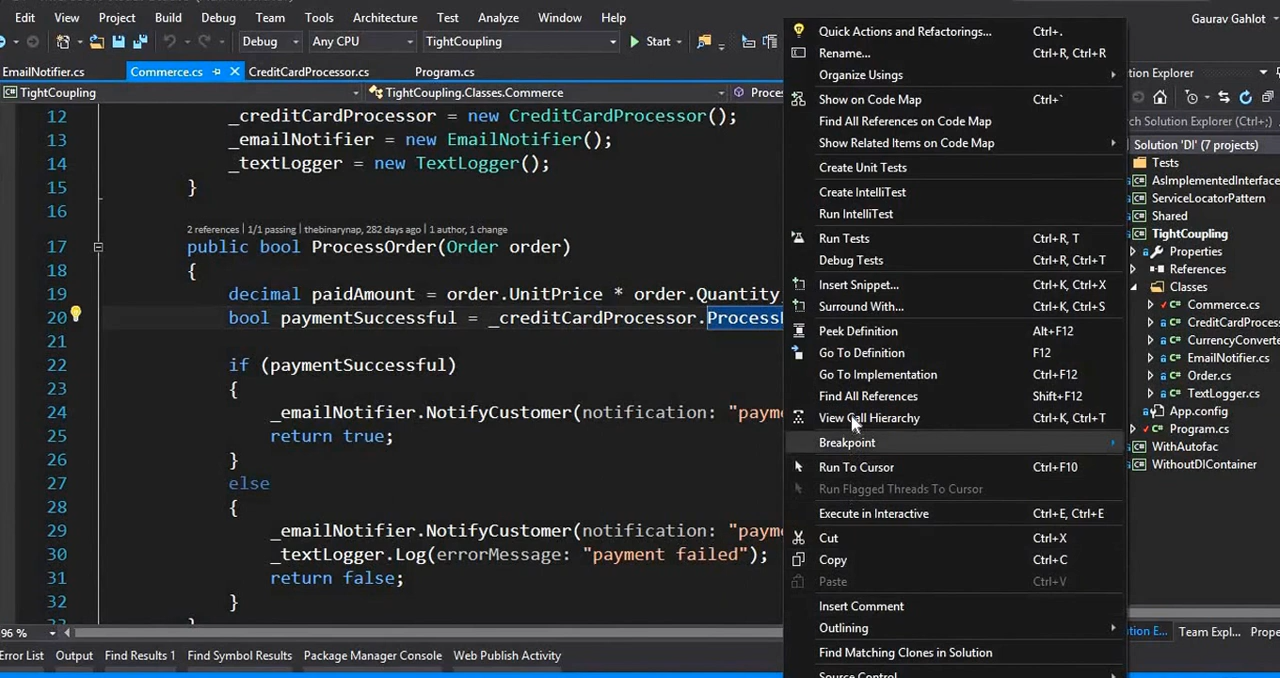 Edit View Project Build Debug Team Tools Architecture Test Analyze Window Help
Gaurav Gahlot
Debug Any CPU TightCoupling Start
EmailNotifier.cs Commerce.cs CreditCardProcessor.cs Program.cs
TightCoupling TightCoupling.Classes.Commerce
12 _creditCardProcessor = new CreditCardProcessor();
13 _emailNotifier = new EmailNotifier();
14 _textLogger = new TextLogger();
15 }
16
2 references | 1/1 passing | thebinarynap, 282 days ago | 1 author, 1 change
17 public bool ProcessOrder(Order order)
18 {
19 decimal paidAmount = order.UnitPrice * order.Quantity
20 bool paymentSuccessful = _creditCardProcessor.
21
22 if (paymentSuccessful)
23 {
24 _emailNotifier.NotifyCustomer(notification:
25 return true;
26 }
27 else
28 {
29 _emailNotifier.NotifyCustomer(notification:
30 _textLogger.Log(errorMessage: "payment failed");
31 return false;
32 }
96 %
Output Find Results 1 Find Symbol Results Package Manager Console Web Publish Activity
Quick Actions and Refactorings... Ctrl+.
Rename... Ctrl+R, Ctrl+R
Organize Usings
Show on Code Map Ctrl+`
Find All References on Code Map
Show Related Items on Code Map
Create Unit Tests
Create IntelliTest
Run IntelliTest
Run Tests Ctrl+R, T
Debug Tests Ctrl+R, Ctrl+T
Insert Snippet... Ctrl+K, Ctrl+X
Surround With... Ctrl+K, Ctrl+S
Peek Definition Alt+F12
Go To Definition F12
Go To Implementation Ctrl+F12
Find All References Shift+F12
View Call Hierarchy Ctrl+K, Ctrl+T
Breakpoint
Run To Cursor Ctrl+F10
Run Flagged Threads To Cursor
Execute in Interactive Ctrl+E, Ctrl+E
Cut Ctrl+X
Copy Ctrl+C
Paste Ctrl+V
Insert Comment
Outlining
Find Matching Clones in Solution
Source Control
Explorer
Search Solution Explorer (Ctrl+;)
Solution 'DI' (7 projects)
Tests
AsImplementedInterface
ServiceLocatorPattern
Shared
TightCoupling
Properties
References
Classes
Commerce.cs
CreditCardProces
CurrencyConverte
EmailNotifier.cs
Order.cs
TextLogger.cs
App.config
Program.cs
WithAutofac
WithoutDIContainer
Team Expl...